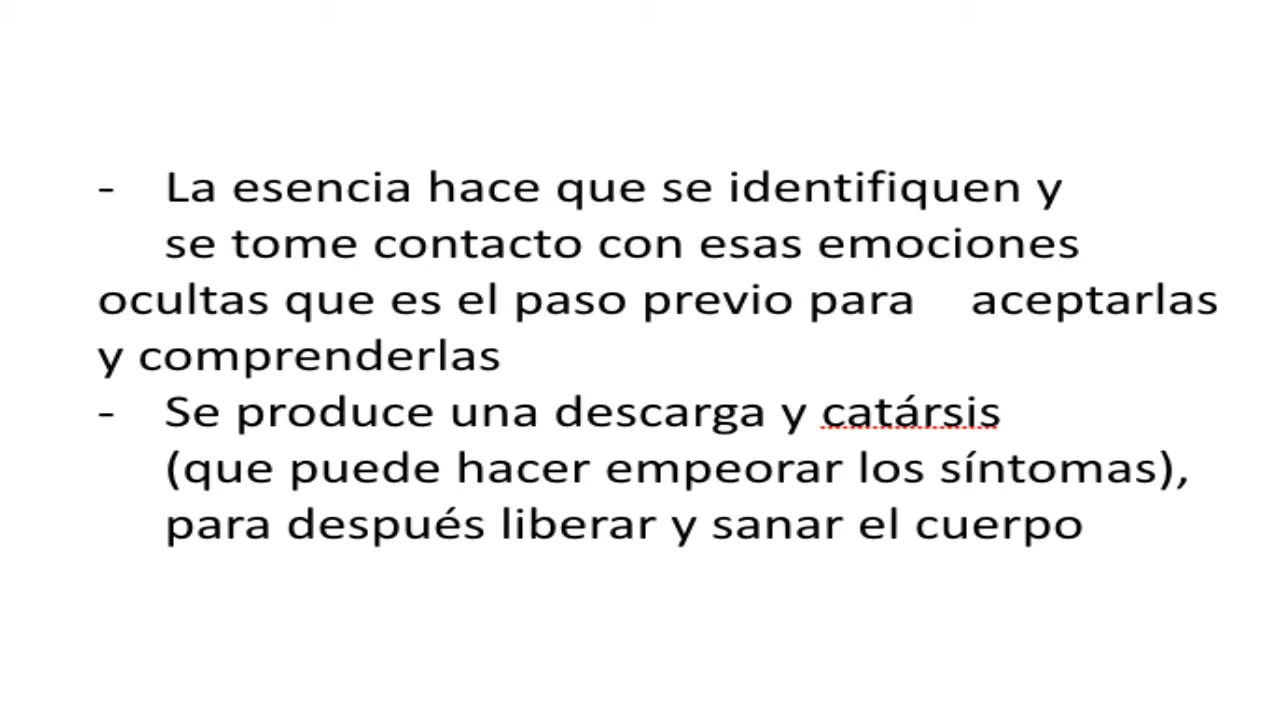 - La esencia hace que se identifiquen y
se tome contacto con esas emociones
ocultas que es el paso previo para aceptarlas
y comprenderlas
- Se produce una descarga y catársis
(que puede hacer empeorar los síntomas),
para después liberar y sanar el cuerpo